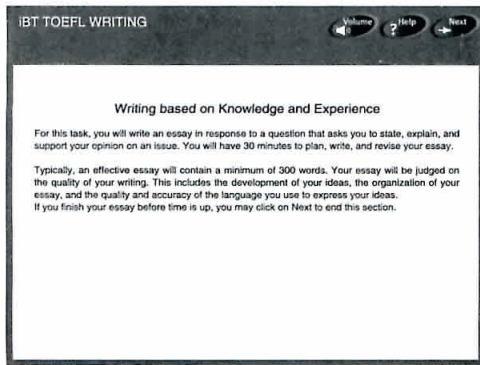 iBT TOEFL WRITING
Volume
Help
Next
Writing based on Knowledge and Experience
For this task, you will write an essay in response to a question that asks you to state, explain, and
support your opinion on an issue. You will have 30 minutes to plan, write, and revise your essay.
Typically, an effective essay will contain a minimum of 300 words. Your essay will be judged on
the quality of your writing. This includes the development of your ideas, the organization of your
essay, and the quality and accuracy of the language you use to express your ideas.
If you finish your essay before time is up, you may click on Next to end this section.